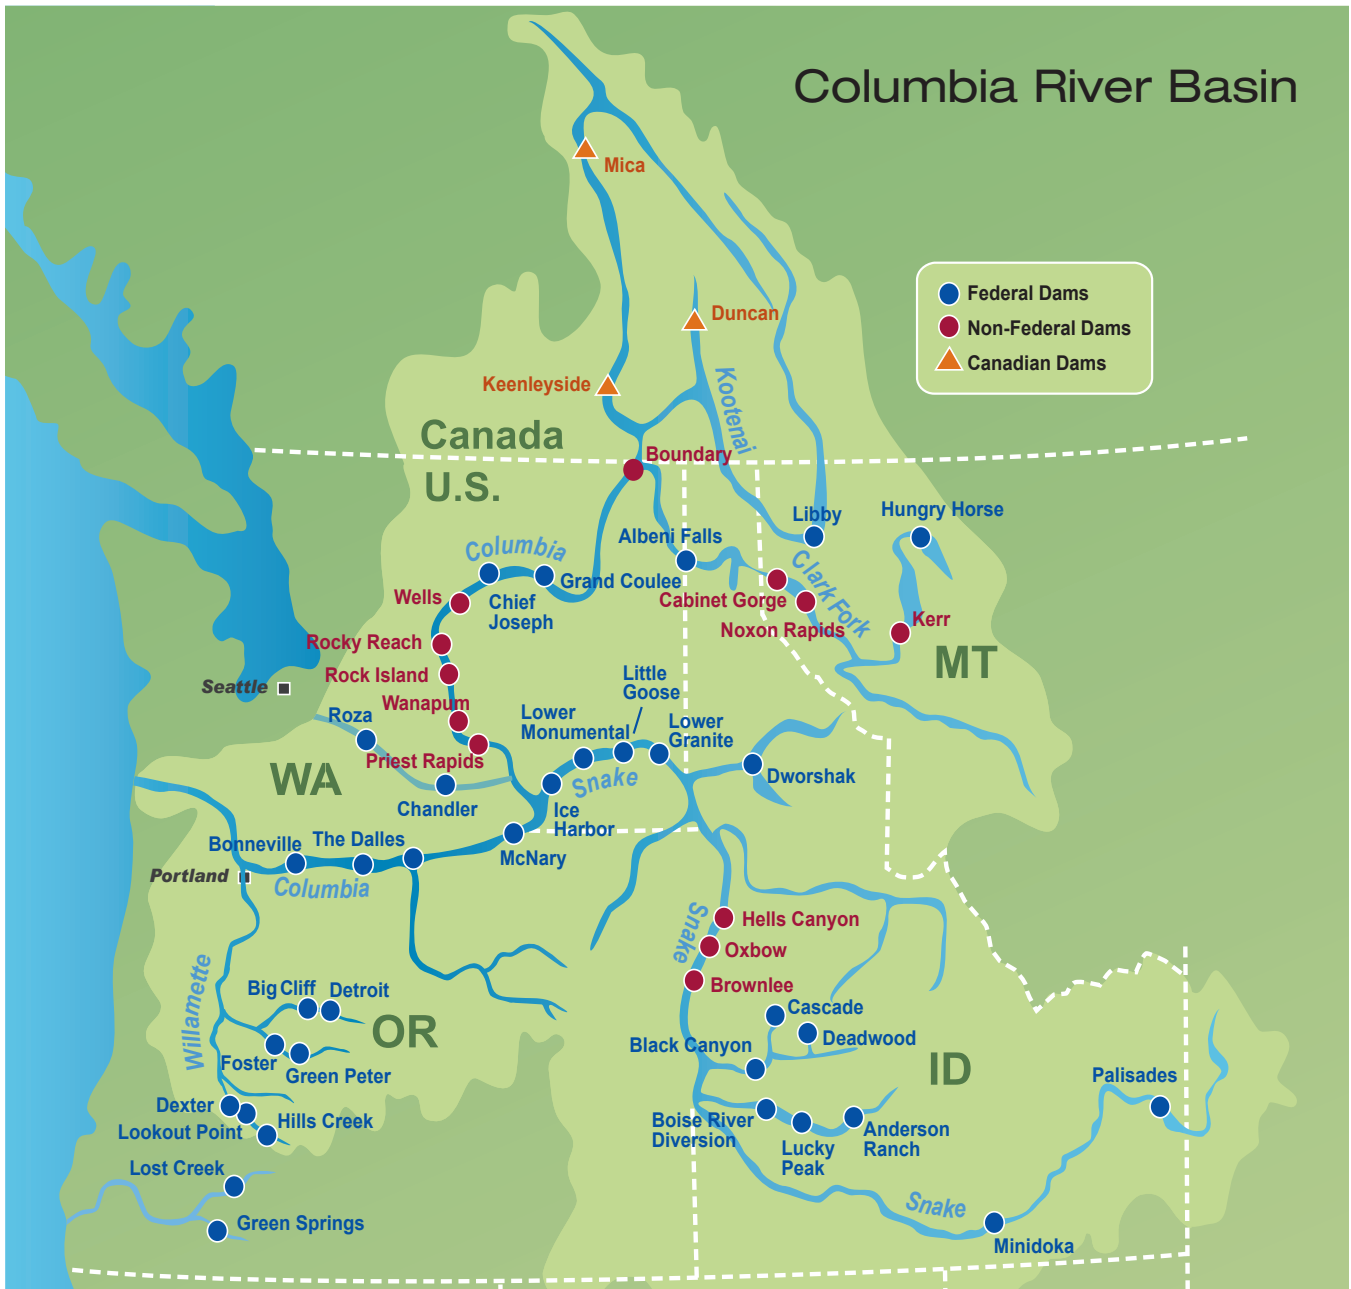 Columbia River Basin
Mica
Federal Dams
Non-Federal Dams
Canadian Dams
Duncan
Keenleyside
Kootenai
Canada
U.S.
Boundary
Libby
Hungry Horse
Albeni Falls
Columbia
Grand Coulee
Clark Fork
Wells
Chief
Joseph
Cabinet Gorge
Noxon Rapids
Kerr
MT
Rocky Reach
Rock Island
Seattle
Wanapum
Roza
Priest Rapids
Little
Goose
Lower
Monumental
Lower
Granite
WA
Snake
Dworshak
Chandler
Ice
Harbor
Bonneville
The Dalles
McNary
Portland
Columbia
Snake
Hells Canyon
Oxbow
Brownlee
Willamette
Big Cliff
Detroit
OR
Cascade
Deadwood
Black Canyon
Foster
Green Peter
ID
Palisades
Dexter
Lookout Point
Hills Creek
Boise River
Diversion
Lucky
Peak
Anderson
Ranch
Lost Creek
Green Springs
Snake
Minidoka